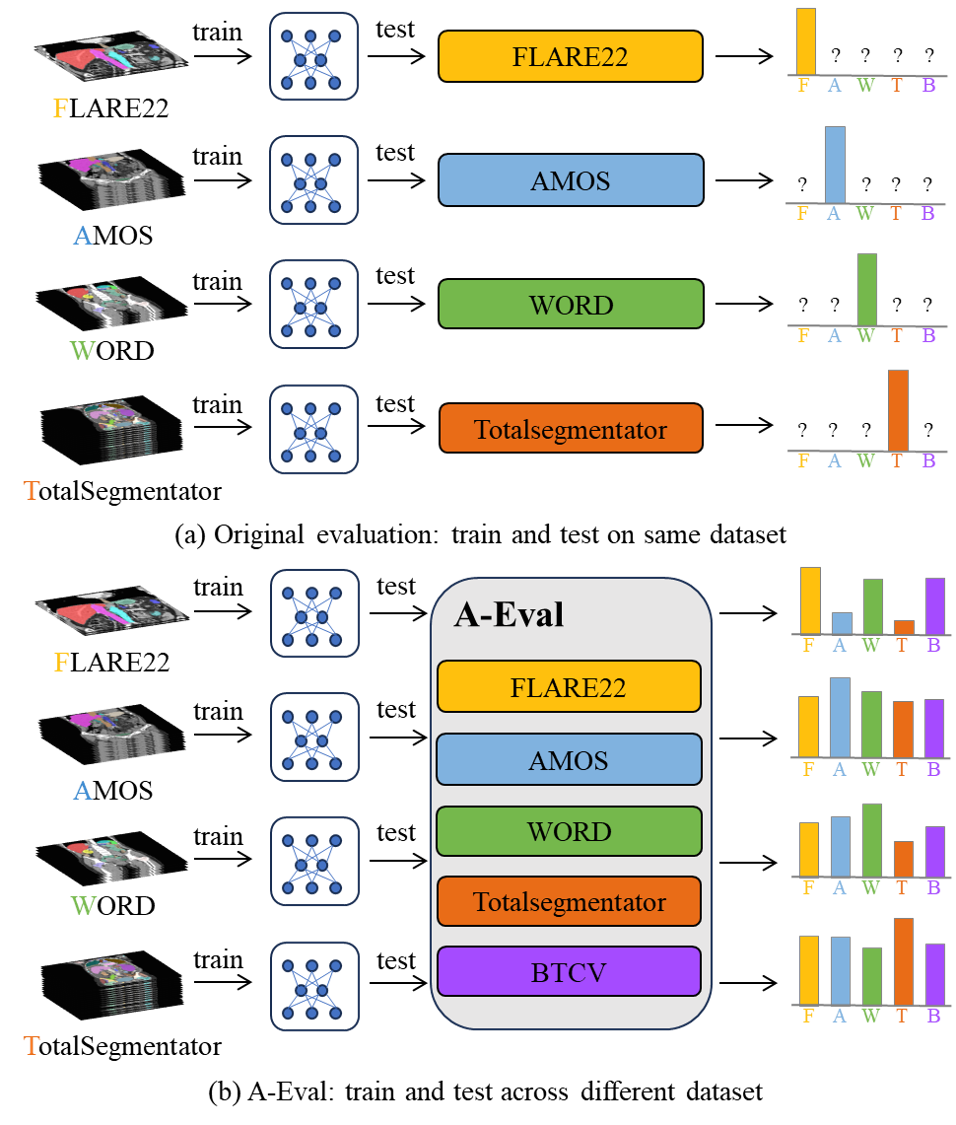 train test FLARE22
? ? ? ?
F A W T B
FLARE22
train test AMOS
? ? ? ?
F A W T B
AMOS
train test WORD
? ? ? ?
F A W T B
WORD
train test Totalsegmentator
? ? ? ?
F A W T B
TotalSegmentator
(a) Original evaluation: train and test on same dataset
train test
A-Eval
F A W T B
FLARE22
FLARE22
train test
AMOS
F A W T B
AMOS
train test
WORD
F A W T B
WORD
Totalsegmentator
train test
BTCV
F A W T B
TotalSegmentator
(b) A-Eval: train and test across different dataset